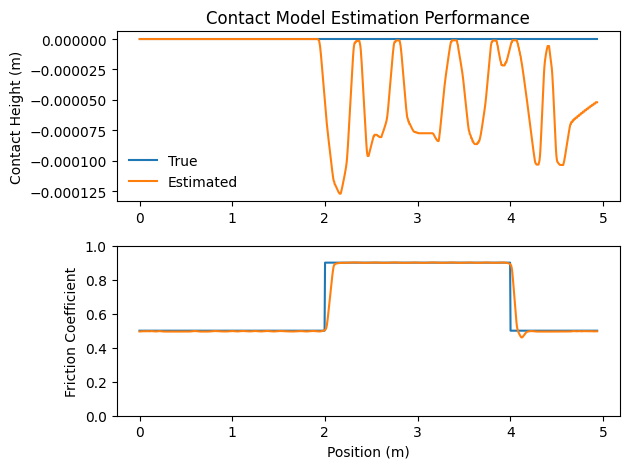 Contact Model Estimation Performance
Contact Height (m)
0.000000
−0.000025
−0.000050
−0.000075
−0.000100
−0.000125
True
Estimated
0 1 2 3 4 5
Friction Coefficient
1.0
0.8
0.6
0.4
0.2
0.0
0 1 2 3 4 5
Position (m)